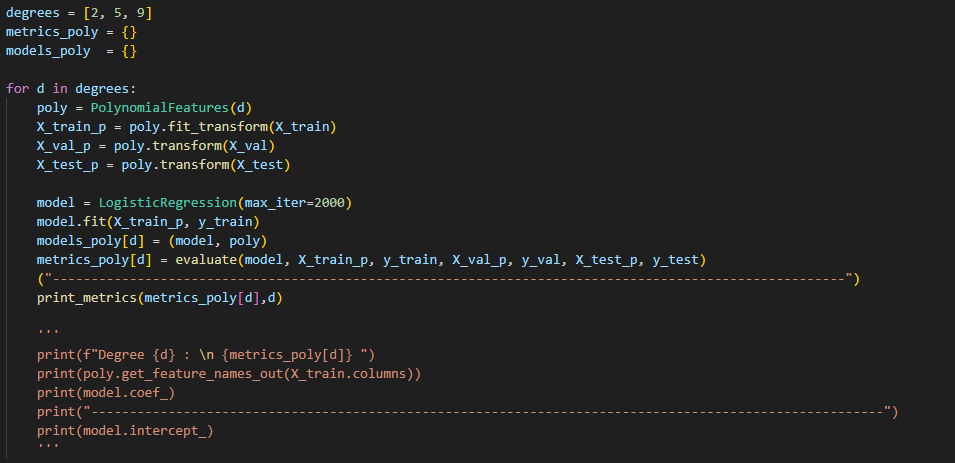 degrees = [2, 5, 9]
metrics_poly = {}
models_poly  = {}

for d in degrees:
    poly = PolynomialFeatures(d)
    X_train_p = poly.fit_transform(X_train)
    X_val_p = poly.transform(X_val)
    X_test_p = poly.transform(X_test)

    model = LogisticRegression(max_iter=2000)
    model.fit(X_train_p, y_train)
    models_poly[d] = (model, poly)
    metrics_poly[d] = evaluate(model, X_train_p, y_train, X_val_p, y_val, X_test_p, y_test)
    ("--------------------------------------------------------------------------------------------------------")
    print_metrics(metrics_poly[d],d)

    '''
    print(f"Degree {d} : \n {metrics_poly[d]} ")
    print(poly.get_feature_names_out(X_train.columns))
    print(model.coef_)
    print("--------------------------------------------------------------------------------------------------------")
    print(model.intercept_)
    '''